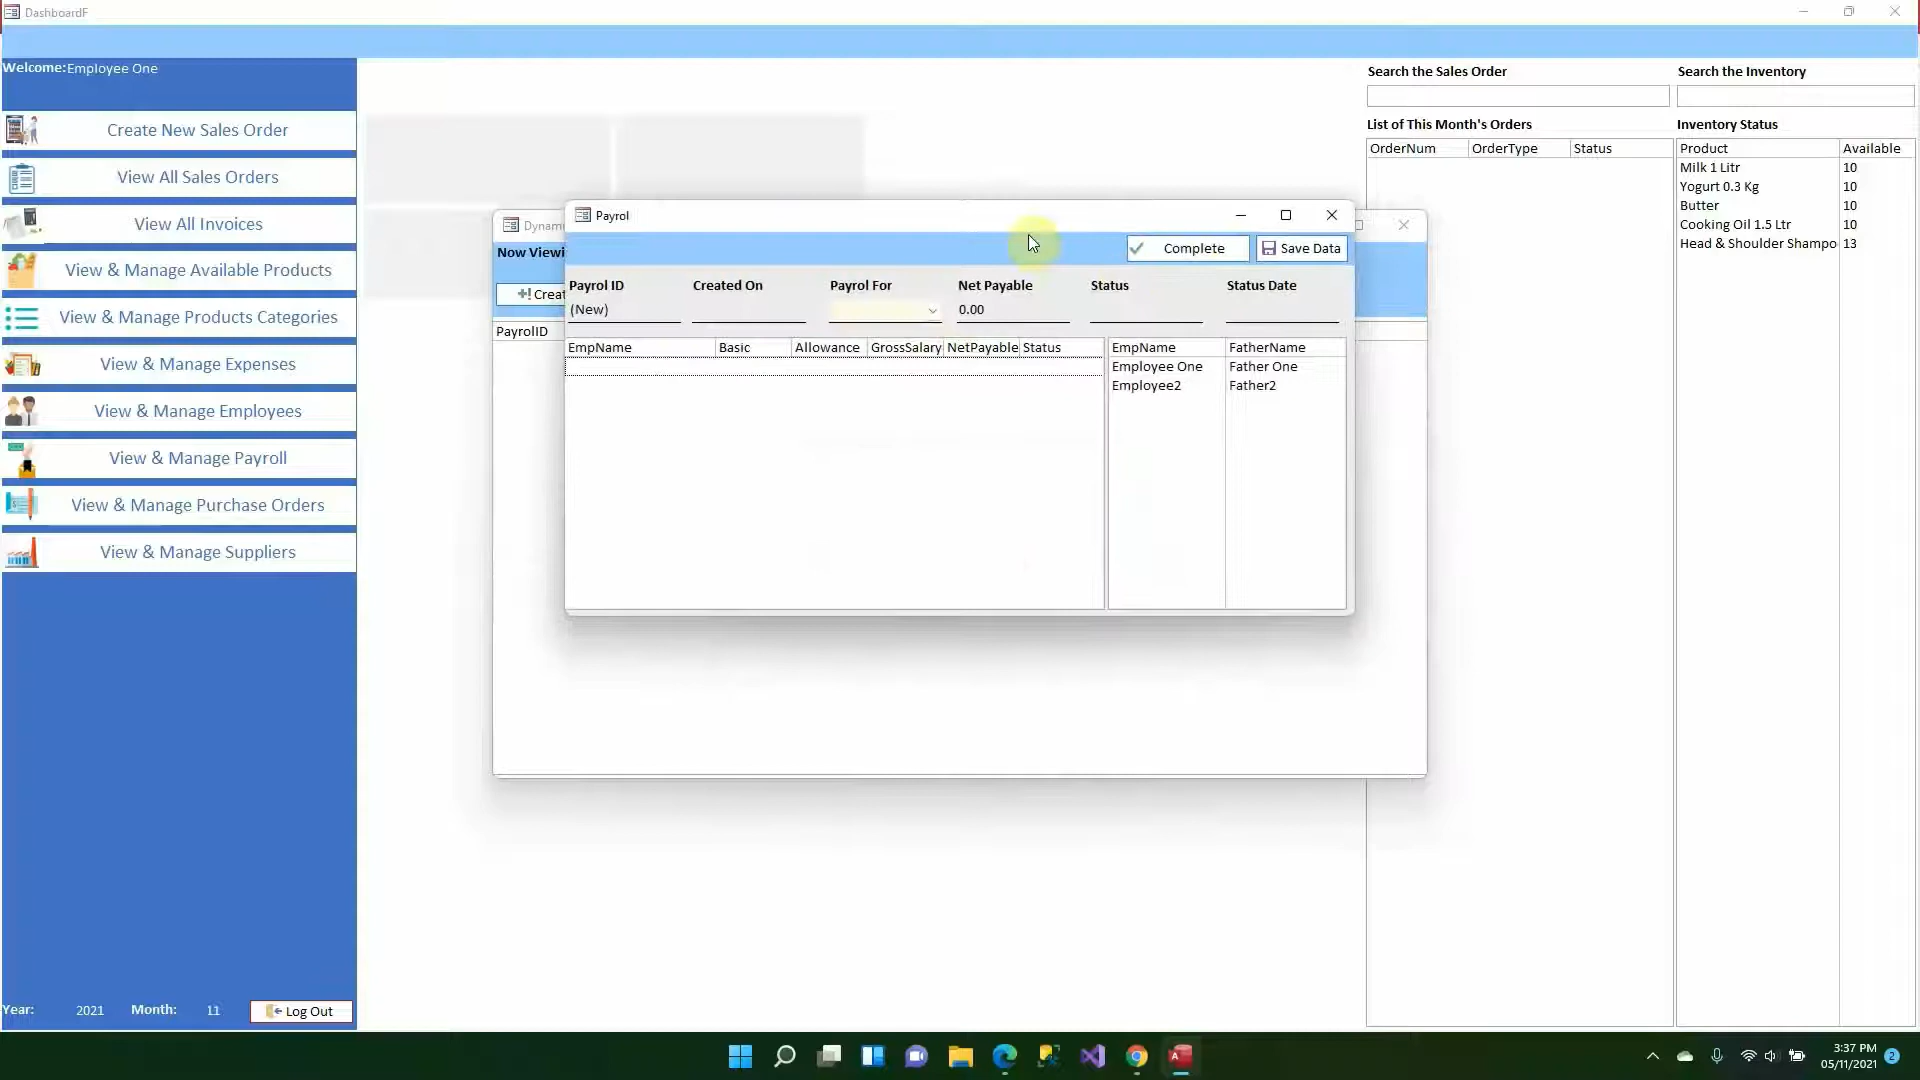 DashboardF
Welcome:Employee One
Create New Sales Order
View All Sales Orders
View All Invoices
View & Manage Available Products
View & Manage Products Categories
View & Manage Expenses
View & Manage Employees
View & Manage Payroll
View & Manage Purchase Orders
View & Manage Suppliers
Year: 2021 Month: 11 Log Out
Now Viewi
PayrolID
Payrol
Complete Save Data
Payrol ID Created On Payrol For Net Payable Status Status Date
(New) 0.00
EmpName Basic Allowance GrossSalary NetPayable Status
EmpName FatherName
Employee One Father One
Employee2 Father2
Search the Sales Order
List of This Month's Orders
OrderNum OrderType Status
Search the Inventory
Inventory Status
Product Available
Milk 1 Litr 10
Yogurt 0.3 Kg 10
Butter 10
Cooking Oil 1.5 Ltr 10
Head & Shoulder Shampo 13
3:37 PM
05/11/2021
2